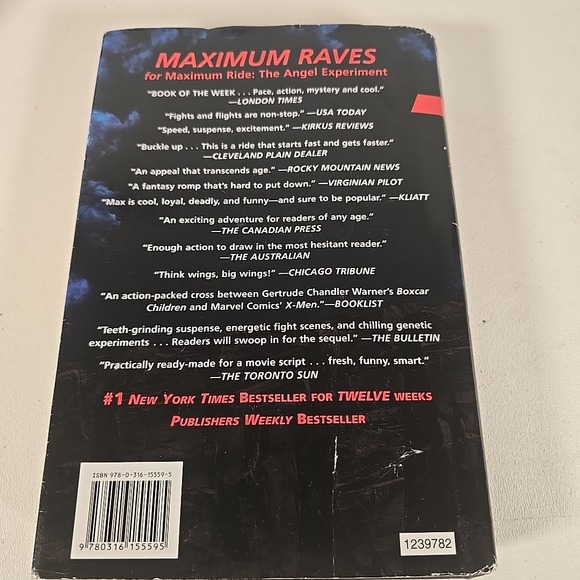 MAXIMUM RAVES
for Maximum Ride: The Angel Experiment
"BOOK OF THE WEEK . . . Pace, action, mystery and cool."
—LONDON TIMES
"Fights and flights are non-stop." —USA TODAY
"Speed, suspense, excitement." —KIRKUS REVIEWS
"Buckle up . . . This is a ride that starts fast and gets faster."
—CLEVELAND PLAIN DEALER
"An appeal that transcends age." —ROCKY MOUNTAIN NEWS
"A fantasy romp that's hard to put down." —VIRGINIAN PILOT
"Max is cool, loyal, deadly, and funny—and sure to be popular." —KLIATT
"An exciting adventure for readers of any age."
—THE CANADIAN PRESS
"Enough action to draw in the most hesitant reader."
—THE AUSTRALIAN
"Think wings, big wings!" —CHICAGO TRIBUNE
"An action-packed cross between Gertrude Chandler Warner's Boxcar
Children and Marvel Comics' X-Men."—BOOKLIST
"Teeth-grinding suspense, energetic fight scenes, and chilling genetic
experiments . . . Readers will swoop in for the sequel." —THE BULLETIN
"Practically ready-made for a movie script . . . fresh, funny, smart."
—THE TORONTO SUN
#1 NEW YORK TIMES BESTSELLER FOR TWELVE WEEKS
PUBLISHERS WEEKLY BESTSELLER
ISBN 978-0-316-15559-5
9 780316 155595
1239782